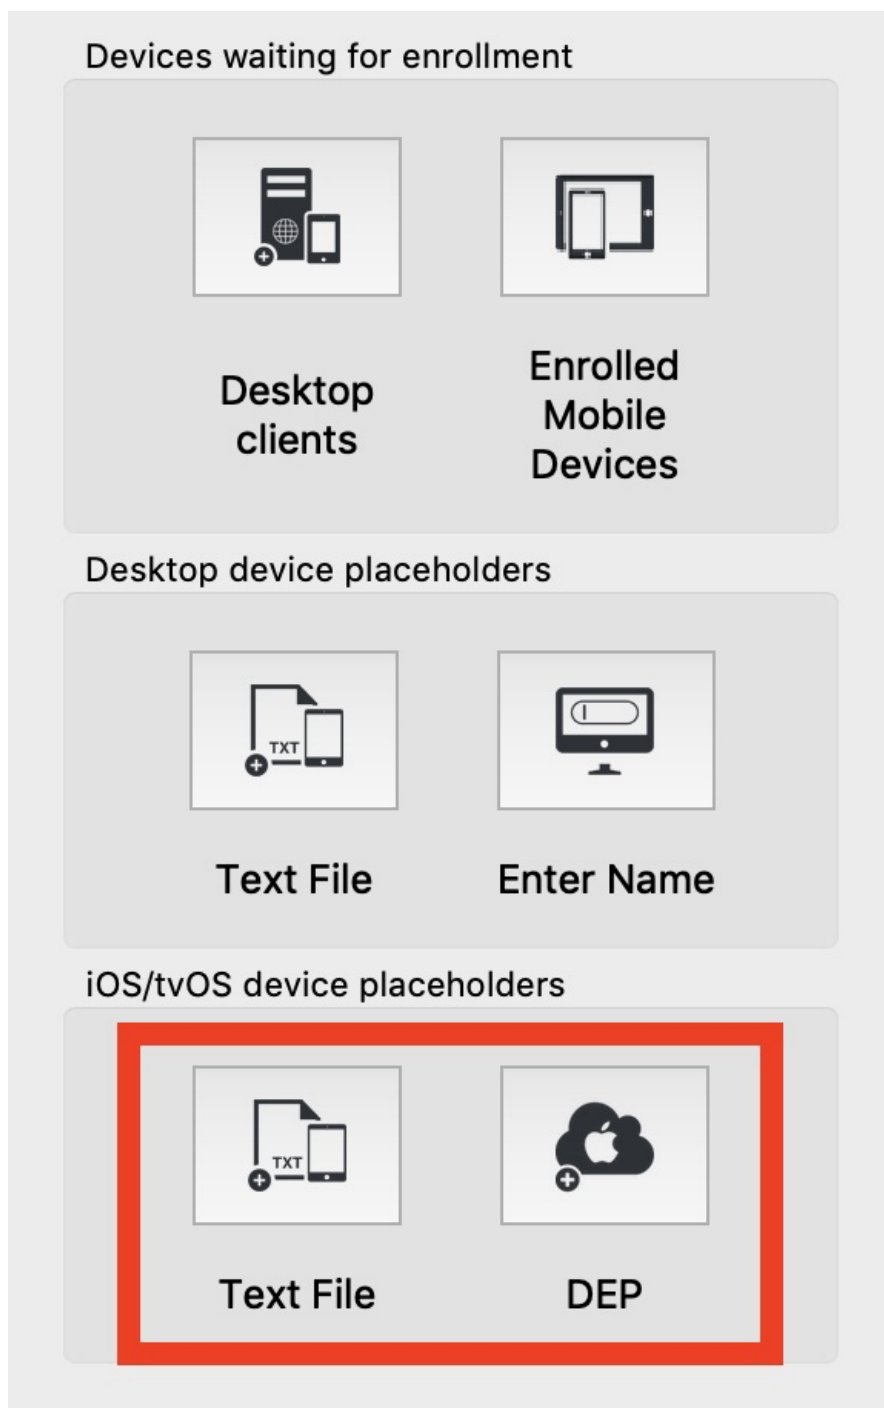 Devices waiting for enrollment
Desktop
clients
Enrolled
Mobile
Devices
Desktop device placeholders
TXT
Text File
Enter Name
iOS/tvOS device placeholders
TXT
Text File
DEP